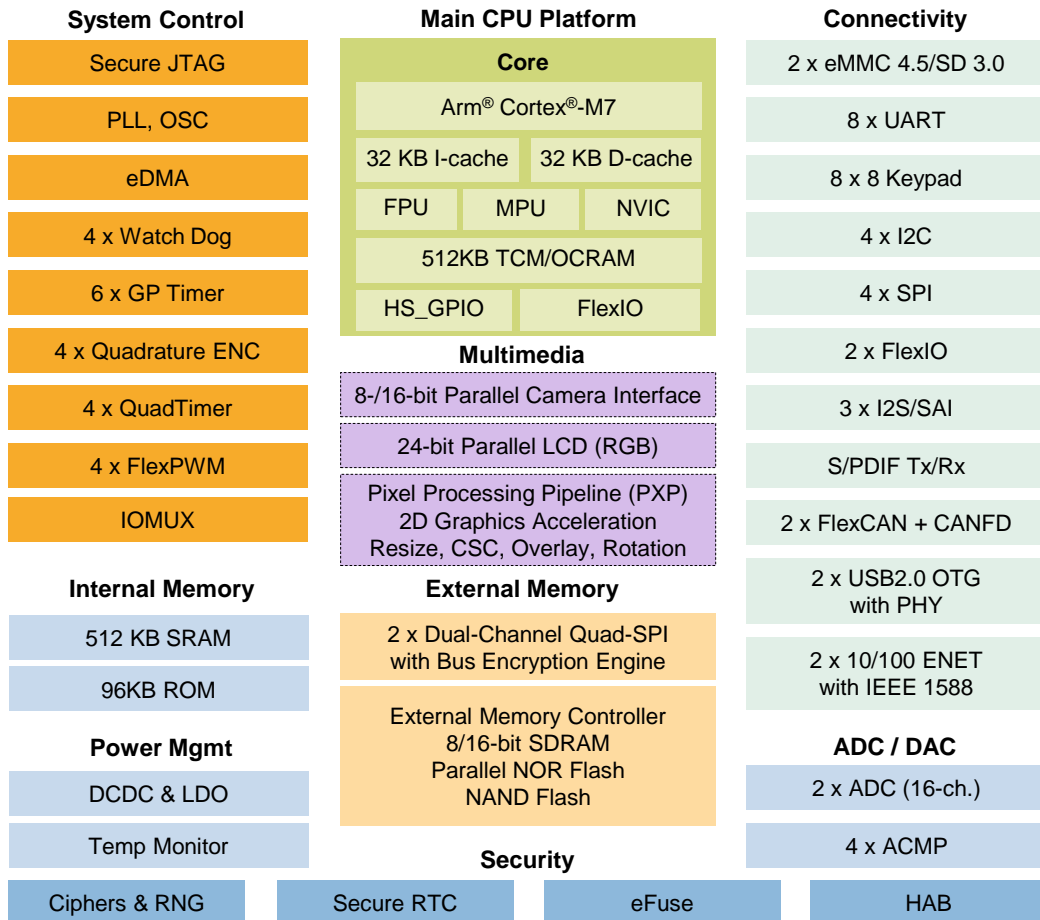 System Control
Secure JTAG
PLL, OSC
eDMA
4 x Watch Dog
6 x GP Timer
4 x Quadrature ENC
4 x QuadTimer
4 x FlexPWM
IOMUX
Internal Memory
512 KB SRAM
96KB ROM
Power Mgmt
DCDC & LDO
Temp Monitor
Main CPU Platform
Core
Arm® Cortex®-M7
32 KB I-cache
32 KB D-cache
FPU
MPU
NVIC
512KB TCM/OCRAM
HS_GPIO
FlexIO
Multimedia
8-/16-bit Parallel Camera Interface
24-bit Parallel LCD (RGB)
Pixel Processing Pipeline (PXP)
2D Graphics Acceleration
Resize, CSC, Overlay, Rotation
External Memory
2 x Dual-Channel Quad-SPI
with Bus Encryption Engine
External Memory Controller
8/16-bit SDRAM
Parallel NOR Flash
NAND Flash
Connectivity
2 x eMMC 4.5/SD 3.0
8 x UART
8 x 8 Keypad
4 x I2C
4 x SPI
2 x FlexIO
3 x I2S/SAI
S/PDIF Tx/Rx
2 x FlexCAN + CANFD
2 x USB2.0 OTG
with PHY
2 x 10/100 ENET
with IEEE 1588
ADC / DAC
2 x ADC (16-ch.)
4 x ACMP
Security
Ciphers & RNG
Secure RTC
eFuse
HAB